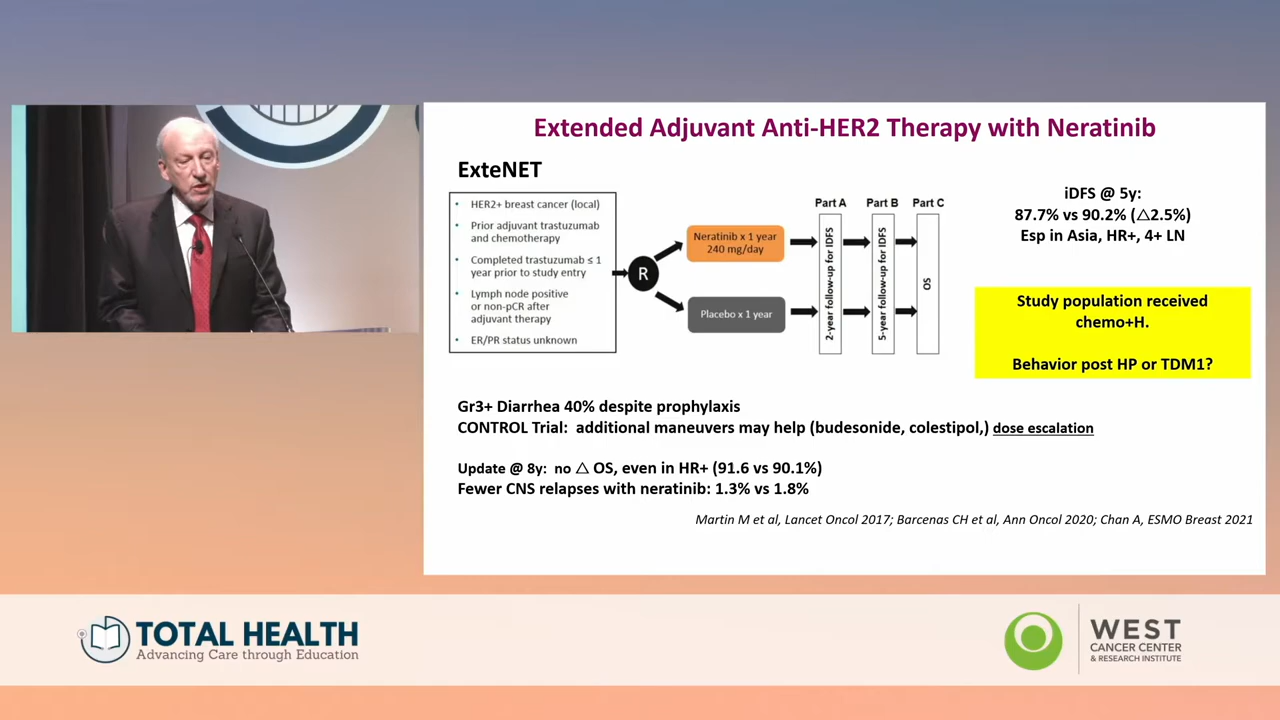 Extended Adjuvant Anti-HER2 Therapy with Neratinib
ExteNET
• HER2+ breast cancer (local)
• Prior adjuvant trastuzumab
and chemotherapy
• Completed trastuzumab ≤ 1
year prior to study entry
• Lymph node positive
or non-pCR after
adjuvant therapy
• ER/PR status unknown
R
Neratinib x 1 year
240 mg/day
Placebo x 1 year
Part A
Part B
Part C
2-year follow-up for IDFS
5-year follow-up for IDFS
OS
iDFS @ 5y:
87.7% vs 90.2% (△2.5%)
Esp in Asia, HR+, 4+ LN
Study population received
chemo+H.
Behavior post HP or TDM1?
Gr3+ Diarrhea 40% despite prophylaxis
CONTROL Trial: additional maneuvers may help (budesonide, colestipol,) dose escalation
Update @ 8y: no △ OS, even in HR+ (91.6 vs 90.1%)
Fewer CNS relapses with neratinib: 1.3% vs 1.8%
Martin M et al, Lancet Oncol 2017; Barcenas CH et al, Ann Oncol 2020; Chan A, ESMO Breast 2021
TOTAL HEALTH
Advancing Care through Education
WEST
CANCER CENTER
& RESEARCH INSTITUTE